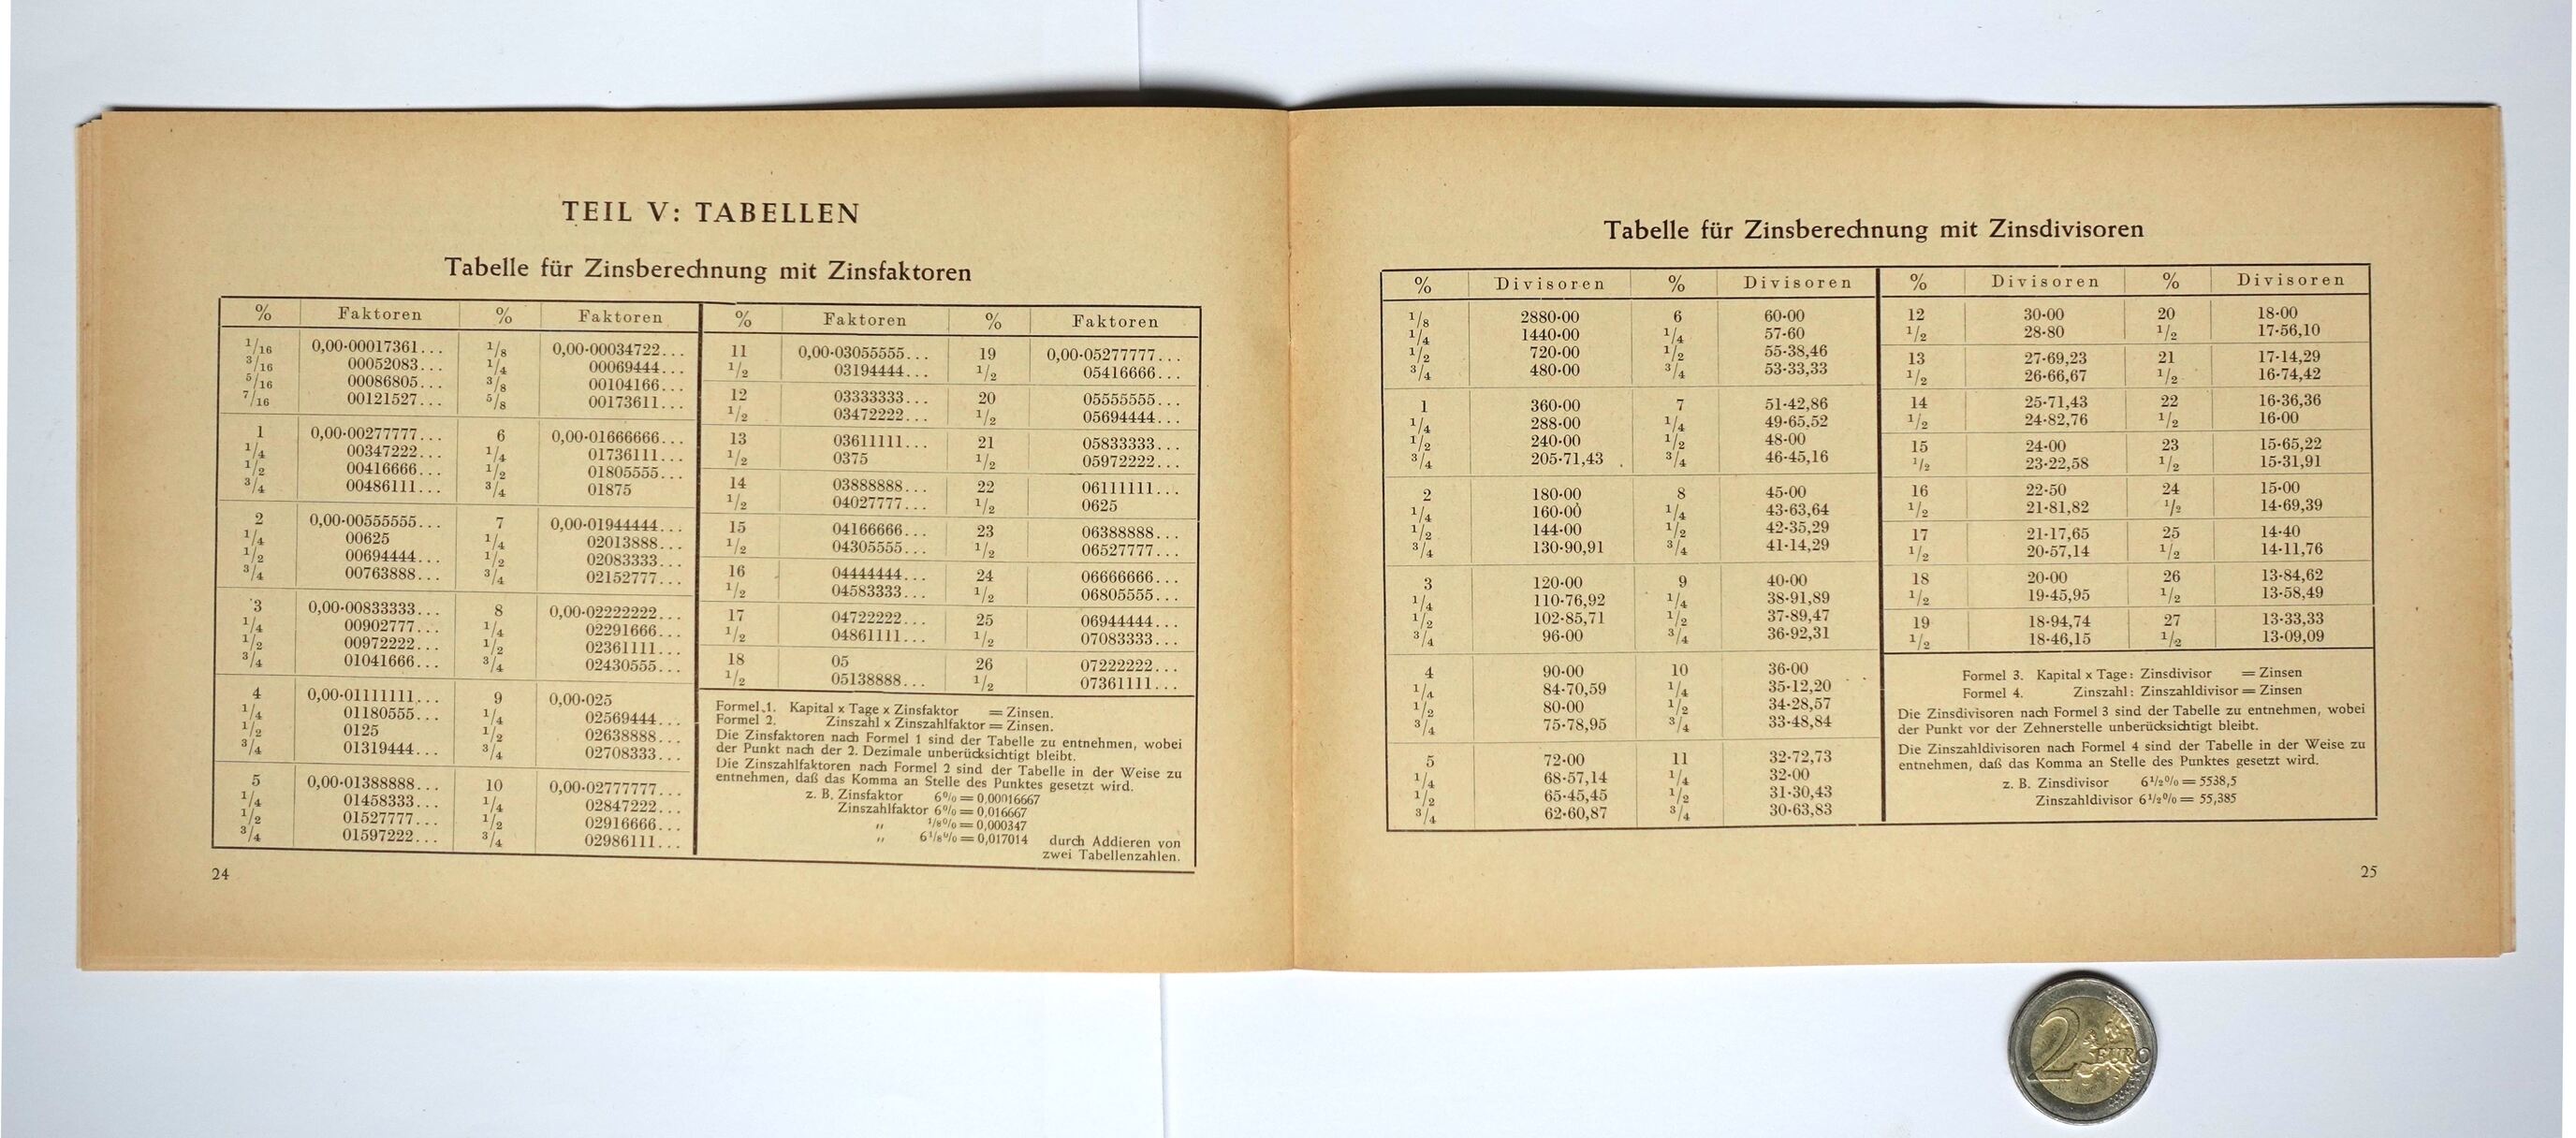 TEIL V: TABELLEN
Tabelle für Zinsberechnung mit Zinsfaktoren
% Faktoren % Faktoren
1/16 0,00·00017361... 1/8 0,00·00034722...
3/16 00052083... 1/4 00069444...
5/16 00086805... 3/8 00104166...
7/16 00121527... 5/8 00173611...
1 0,00·00277777... 6 0,00·01666666...
1/4 00347222... 1/4 01736111...
1/2 00416666... 1/2 01805555...
3/4 00486111... 3/4 01875
2 0,00·00555555... 7 0,00·01944444...
1/4 00625 1/4 02013888...
1/2 00694444... 1/2 02083333...
3/4 00763888... 3/4 02152777...
3 0,00·00833333... 8 0,00·02222222...
1/4 00902777... 1/4 02291666...
1/2 00972222... 1/2 02361111...
3/4 01041666... 3/4 02430555...
4 0,00·01111111... 9 0,00·025
1/4 01180555... 1/4 02569444...
1/2 0125 1/2 02638888...
3/4 01319444... 3/4 02708333...
5 0,00·01388888... 10 0,00·02777777...
1/4 01458333... 1/4 02847222...
1/2 01527777... 1/2 02916666...
3/4 01597222... 3/4 02986111...
% Faktoren % Faktoren
11 0,00·03055555... 19 0,00·05277777...
1/2 03194444... 1/2 05416666...
12 03333333... 20 05555555...
1/2 03472222... 1/2 05694444...
13 03611111... 21 05833333...
1/2 0375 1/2 05972222...
14 03888888... 22 06111111...
1/2 04027777... 1/2 0625
15 04166666... 23 06388888...
1/2 04305555... 1/2 06527777...
16 04444444... 24 06666666...
1/2 04583333... 1/2 06805555...
17 04722222... 25 06944444...
1/2 04861111... 1/2 07083333...
18 05 26 07222222...
1/2 05138888... 1/2 07361111...
Formel 1. Kapital x Tage x Zinsfaktor = Zinsen.
Formel 2. Zinszahl x Zinszahlfaktor = Zinsen.
Die Zinsfaktoren nach Formel 1 sind der Tabelle zu entnehmen, wobei
der Punkt nach der 2. Dezimale unberücksichtigt bleibt.
Die Zinszahlfaktoren nach Formel 2 sind der Tabelle in der Weise zu
entnehmen, daß das Komma an Stelle des Punktes gesetzt wird.
z. B. Zinsfaktor 6% = 0,00016667
Zinszahlfaktor 6% = 0,016667
„ 1/8% = 0,000347
„ 6 1/8% = 0,017014 durch Addieren von
zwei Tabellenzahlen.
24
Tabelle für Zinsberechnung mit Zinsdivisoren
% Divisoren % Divisoren
1/8 2880·00 6 60·00
1/4 1440·00 1/4 57·60
1/2 720·00 1/2 55·38,46
3/4 480·00 3/4 53·33,33
1 360·00 7 51·42,86
1/4 288·00 1/4 49·65,52
1/2 240·00 1/2 48·00
3/4 205·71,43 3/4 46·45,16
2 180·00 8 45·00
1/4 160·00 1/4 43·63,64
1/2 144·00 1/2 42·35,29
3/4 130·90,91 3/4 41·14,29
3 120·00 9 40·00
1/4 110·76,92 1/4 38·91,89
1/2 102·85,71 1/2 37·89,47
3/4 96·00 3/4 36·92,31
4 90·00 10 36·00
1/4 84·70,59 1/4 35·12,20
1/2 80·00 1/2 34·28,57
3/4 75·78,95 3/4 33·48,84
5 72·00 11 32·72,73
1/4 68·57,14 1/4 32·00
1/2 65·45,45 1/2 31·30,43
3/4 62·60,87 3/4 30·63,83
% Divisoren % Divisoren
12 30·00 20 18·00
1/2 28·80 1/2 17·56,10
13 27·69,23 21 17·14,29
1/2 26·66,67 1/2 16·74,42
14 25·71,43 22 16·36,36
1/2 24·82,76 1/2 16·00
15 24·00 23 15·65,22
1/2 23·22,58 1/2 15·31,91
16 22·50 24 15·00
1/2 21·81,82 1/2 14·69,39
17 21·17,65 25 14·40
1/2 20·57,14 1/2 14·11,76
18 20·00 26 13·84,62
1/2 19·45,95 1/2 13·58,49
19 18·94,74 27 13·33,33
1/2 18·46,15 1/2 13·09,09
Formel 3. Kapital x Tage : Zinsdivisor = Zinsen
Formel 4. Zinszahl : Zinszahldivisor = Zinsen
Die Zinsdivisoren nach Formel 3 sind der Tabelle zu entnehmen, wobei
der Punkt vor der Zehnerstelle unberücksichtigt bleibt.
Die Zinszahldivisoren nach Formel 4 sind der Tabelle in der Weise zu
entnehmen, daß das Komma an Stelle des Punktes gesetzt wird.
z. B. Zinsdivisor 6 1/2% = 5538,5
Zinszahldivisor 6 1/2% = 55,385
25
2 EURO